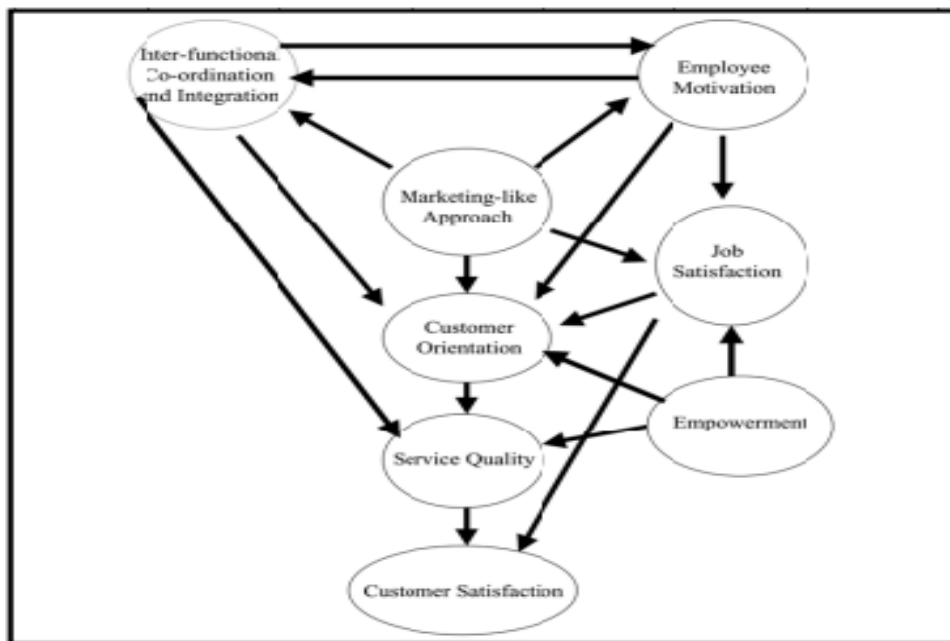 Inter-functional
Co-ordination
and Integration
Employee
Motivation
Marketing-like
Approach
Job
Satisfaction
Customer
Orientation
Empowerment
Service Quality
Customer Satisfaction